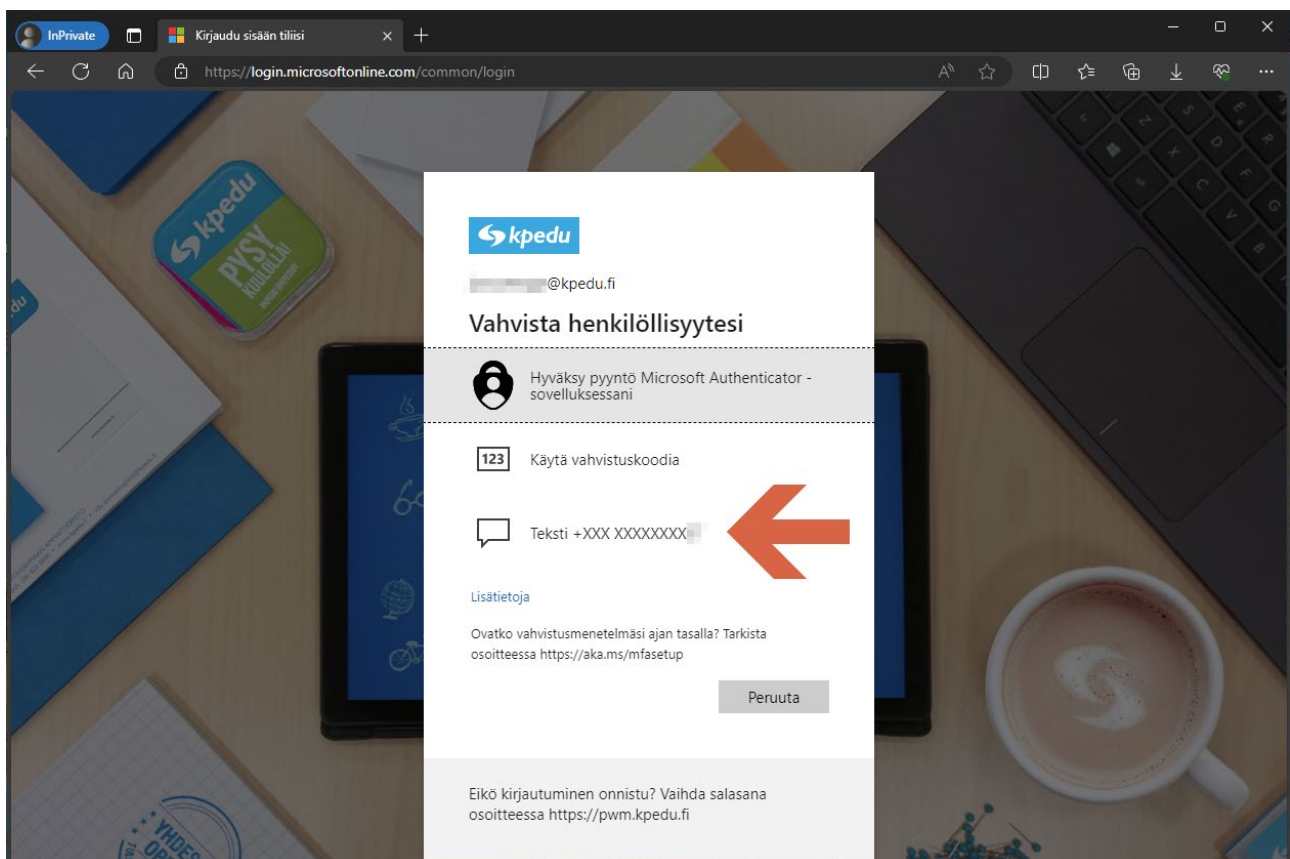 InPrivate
Kirjaudu sisään tiliisi
https://login.microsoftonline.com/common/login
kpedu
PYSY
KUULOLLA!
kpedu
@kpedu.fi
Vahvista henkilöllisyytesi
Hyväksy pyyntö Microsoft Authenticator -
sovelluksessani
123
Käytä vahvistuskoodia
Teksti +XXX XXXXXXXX
Lisätietoja
Ovatko vahvistusmenetelmäsi ajan tasalla? Tarkista
osoitteessa https://aka.ms/mfasetup
Peruuta
Eikö kirjautuminen onnistu? Vaihda salasana
osoitteessa https://pwm.kpedu.fi